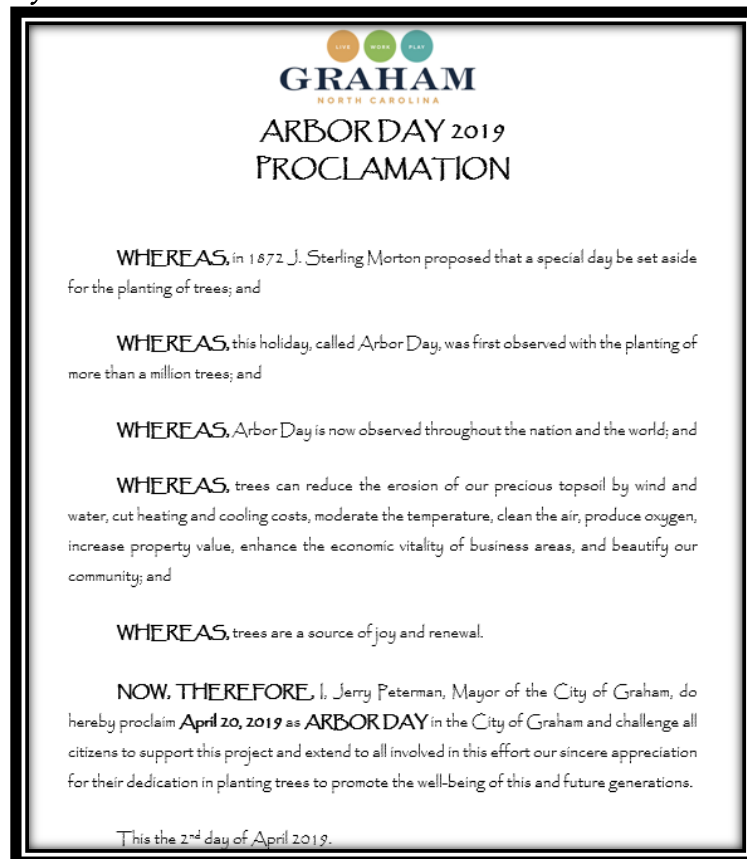 LIVE WORK PLAY
GRAHAM
NORTH CAROLINA
ARBOR DAY 2019
PROCLAMATION
WHEREAS, in 1872 J. Sterling Morton proposed that a special day be set aside
for the planting of trees; and
WHEREAS, this holiday, called Arbor Day, was first observed with the planting of
more than a million trees; and
WHEREAS, Arbor Day is now observed throughout the nation and the world; and
WHEREAS, trees can reduce the erosion of our precious topsoil by wind and
water, cut heating and cooling costs, moderate the temperature, clean the air, produce oxygen,
increase property value, enhance the economic vitality of business areas, and beautify our
community; and
WHEREAS, trees are a source of joy and renewal.
NOW, THEREFORE, I, Jerry Peterman, Mayor of the City of Graham, do
hereby proclaim April 20, 2019 as ARBOR DAY in the City of Graham and challenge all
citizens to support this project and extend to all involved in this effort our sincere appreciation
for their dedication in planting trees to promote the well-being of this and future generations.
This the 2nd day of April 2019.